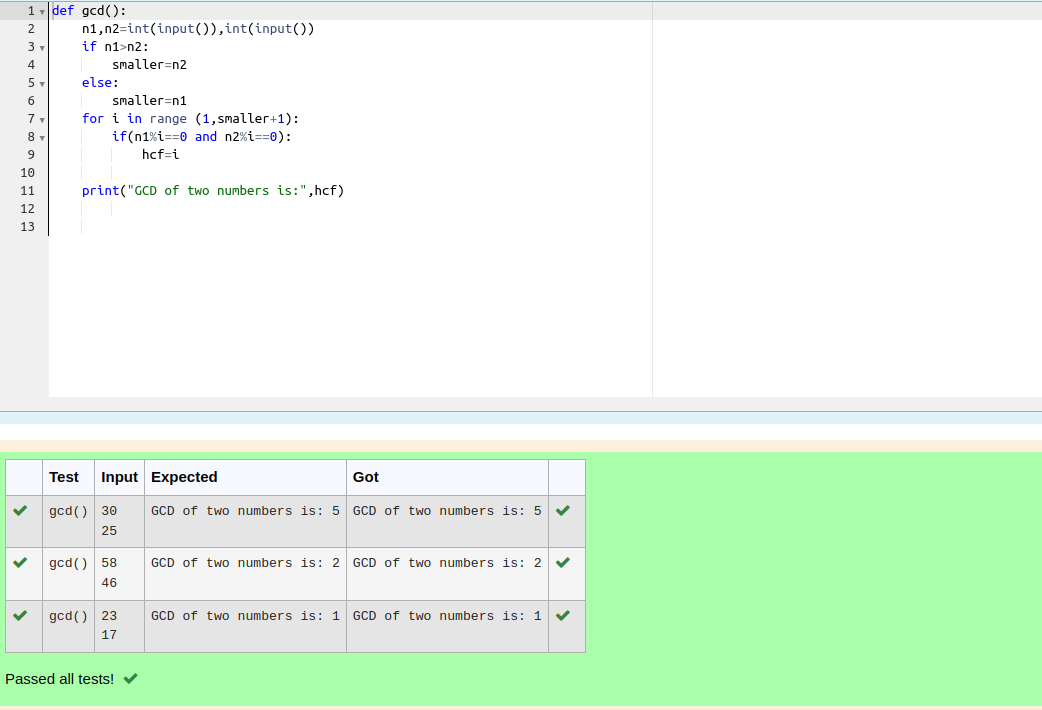 1 def gcd():
2     n1,n2=int(input()),int(input())
3     if n1>n2:
4         smaller=n2
5     else:
6         smaller=n1
7     for i in range (1,smaller+1):
8         if(n1%i==0 and n2%i==0):
9             hcf=i
10
11     print("GCD of two numbers is:",hcf)
12
13
Test Input Expected Got
gcd() 30 GCD of two numbers is: 5 GCD of two numbers is: 5
25
gcd() 58 GCD of two numbers is: 2 GCD of two numbers is: 2
46
gcd() 23 GCD of two numbers is: 1 GCD of two numbers is: 1
17
Passed all tests!